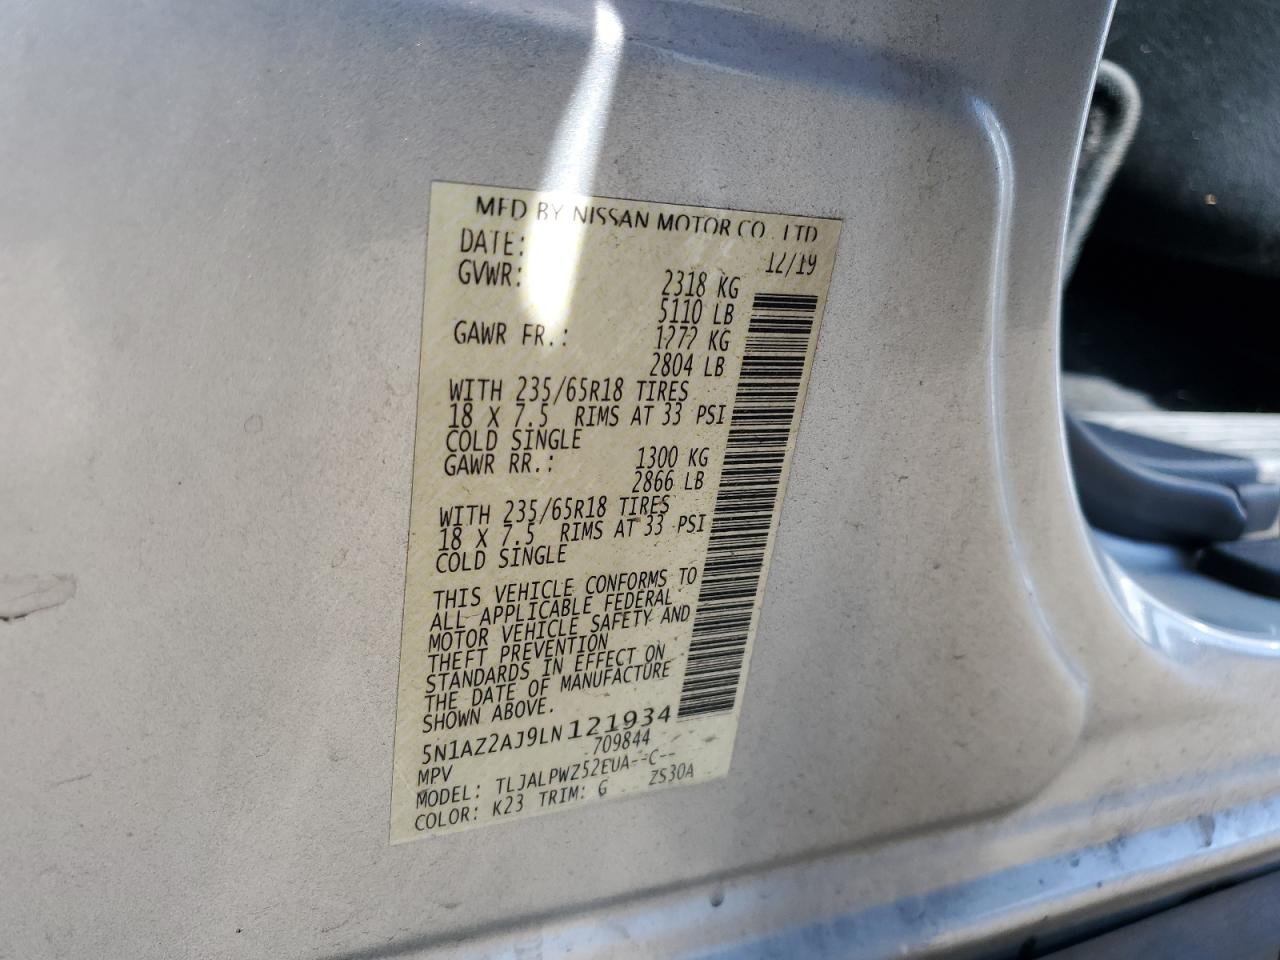 MFD BY NISSAN MOTOR CO., LTD
DATE: 12/19
GVWR: 2318 KG
5110 LB
GAWR FR.: 1272 KG
2804 LB
WITH 235/65R18 TIRES
18 X 7.5 RIMS AT 33 PSI
COLD SINGLE
GAWR RR.: 1300 KG
2866 LB
WITH 235/65R18 TIRES
18 X 7.5 RIMS AT 33 PSI
COLD SINGLE
THIS VEHICLE CONFORMS TO
ALL APPLICABLE FEDERAL
MOTOR VEHICLE SAFETY AND
THEFT PREVENTION
STANDARDS IN EFFECT ON
THE DATE OF MANUFACTURE
SHOWN ABOVE.
5N1AZ2AJ9LN121934
MPV 709844
MODEL: TLJALPWZ52EUA--C--
COLOR: K23 TRIM: G ZS30A